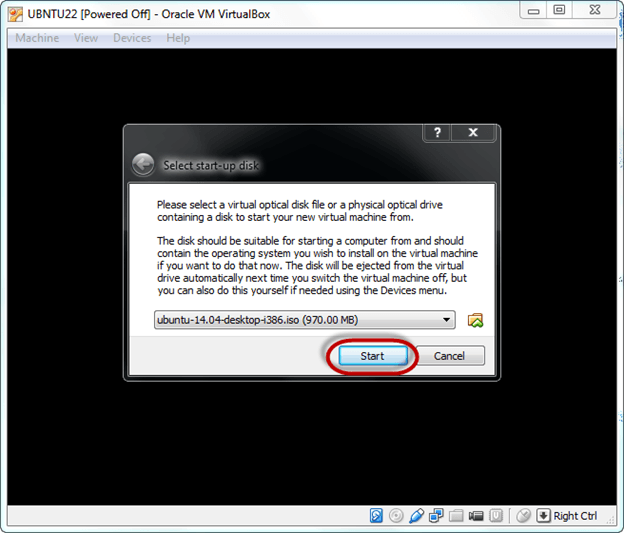 UBNTU22 [Powered Off] - Oracle VM VirtualBox
Machine View Devices Help
?
Select start-up disk
Please select a virtual optical disk file or a physical optical drive
containing a disk to start your new virtual machine from.
The disk should be suitable for starting a computer from and should
contain the operating system you wish to install on the virtual machine
if you want to do that now. The disk will be ejected from the virtual
drive automatically next time you switch the virtual machine off, but
you can also do this yourself if needed using the Devices menu.
ubuntu-14.04-desktop-i386.iso (970.00 MB)
Start Cancel
Right Ctrl